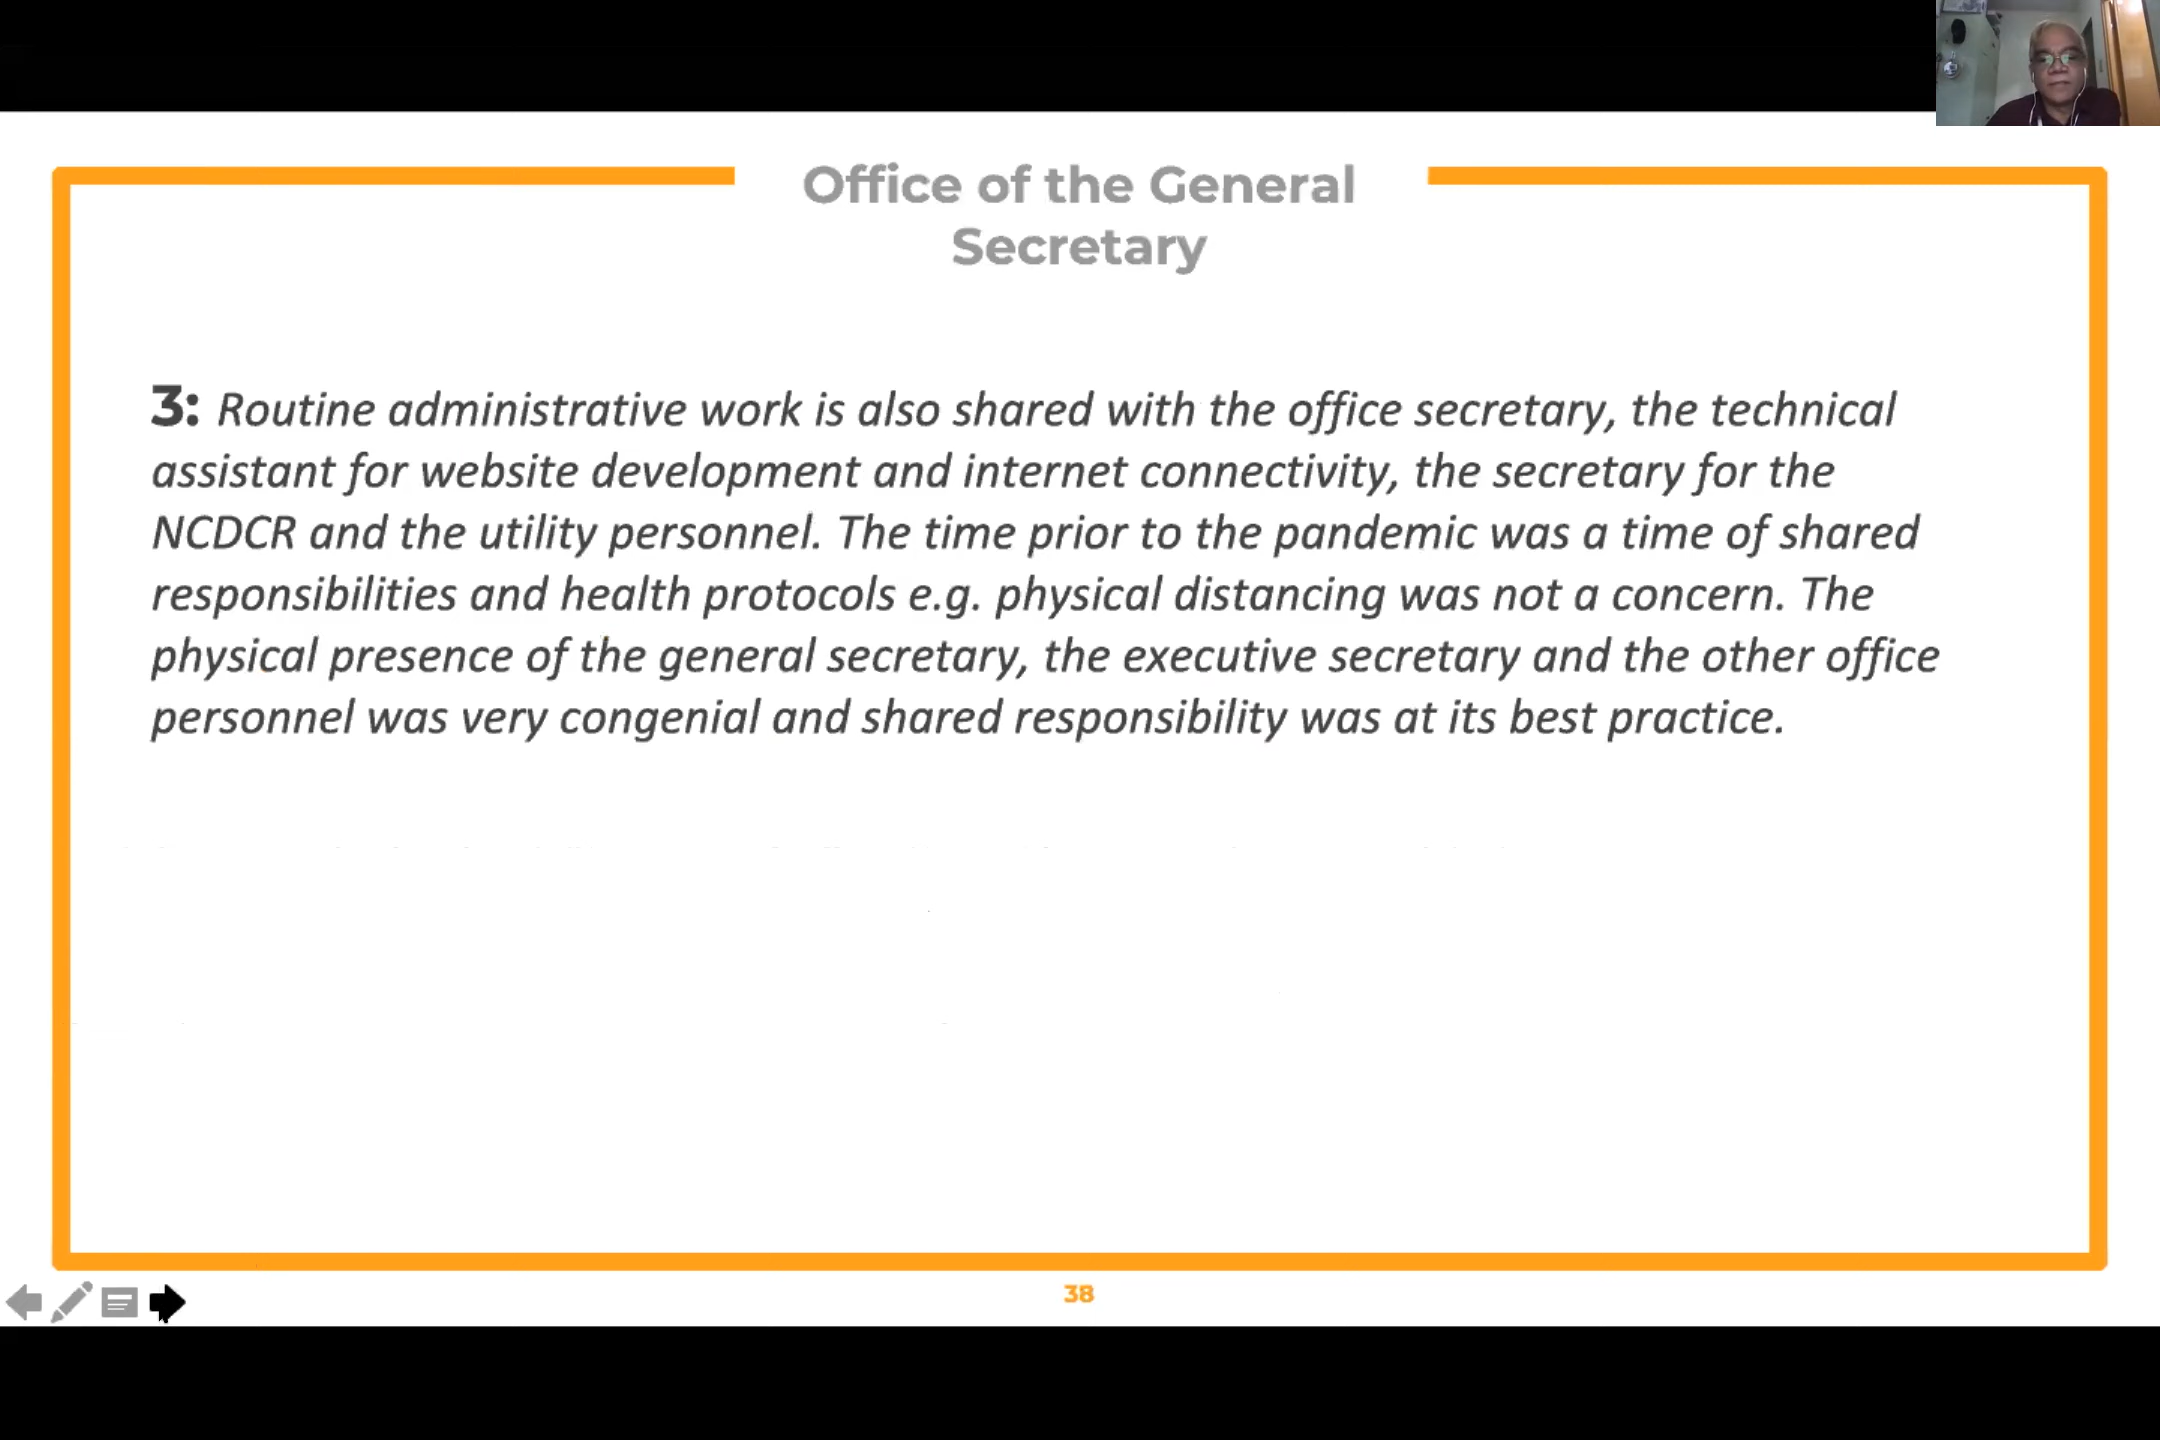 Office of the General
Secretary
3: Routine administrative work is also shared with the office secretary, the technical
assistant for website development and internet connectivity, the secretary for the
NCDCR and the utility personnel. The time prior to the pandemic was a time of shared
responsibilities and health protocols e.g. physical distancing was not a concern. The
physical presence of the general secretary, the executive secretary and the other office
personnel was very congenial and shared responsibility was at its best practice.
38